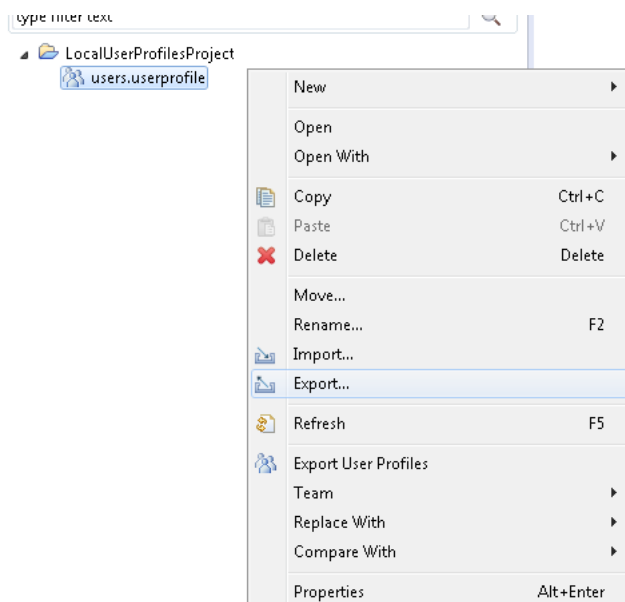 type filter text
LocalUserProfilesProject
users.userprofile
New
Open
Open With
Copy Ctrl+C
Paste Ctrl+V
Delete Delete
Move...
Rename... F2
Import...
Export...
Refresh F5
Export User Profiles
Team
Replace With
Compare With
Properties Alt+Enter